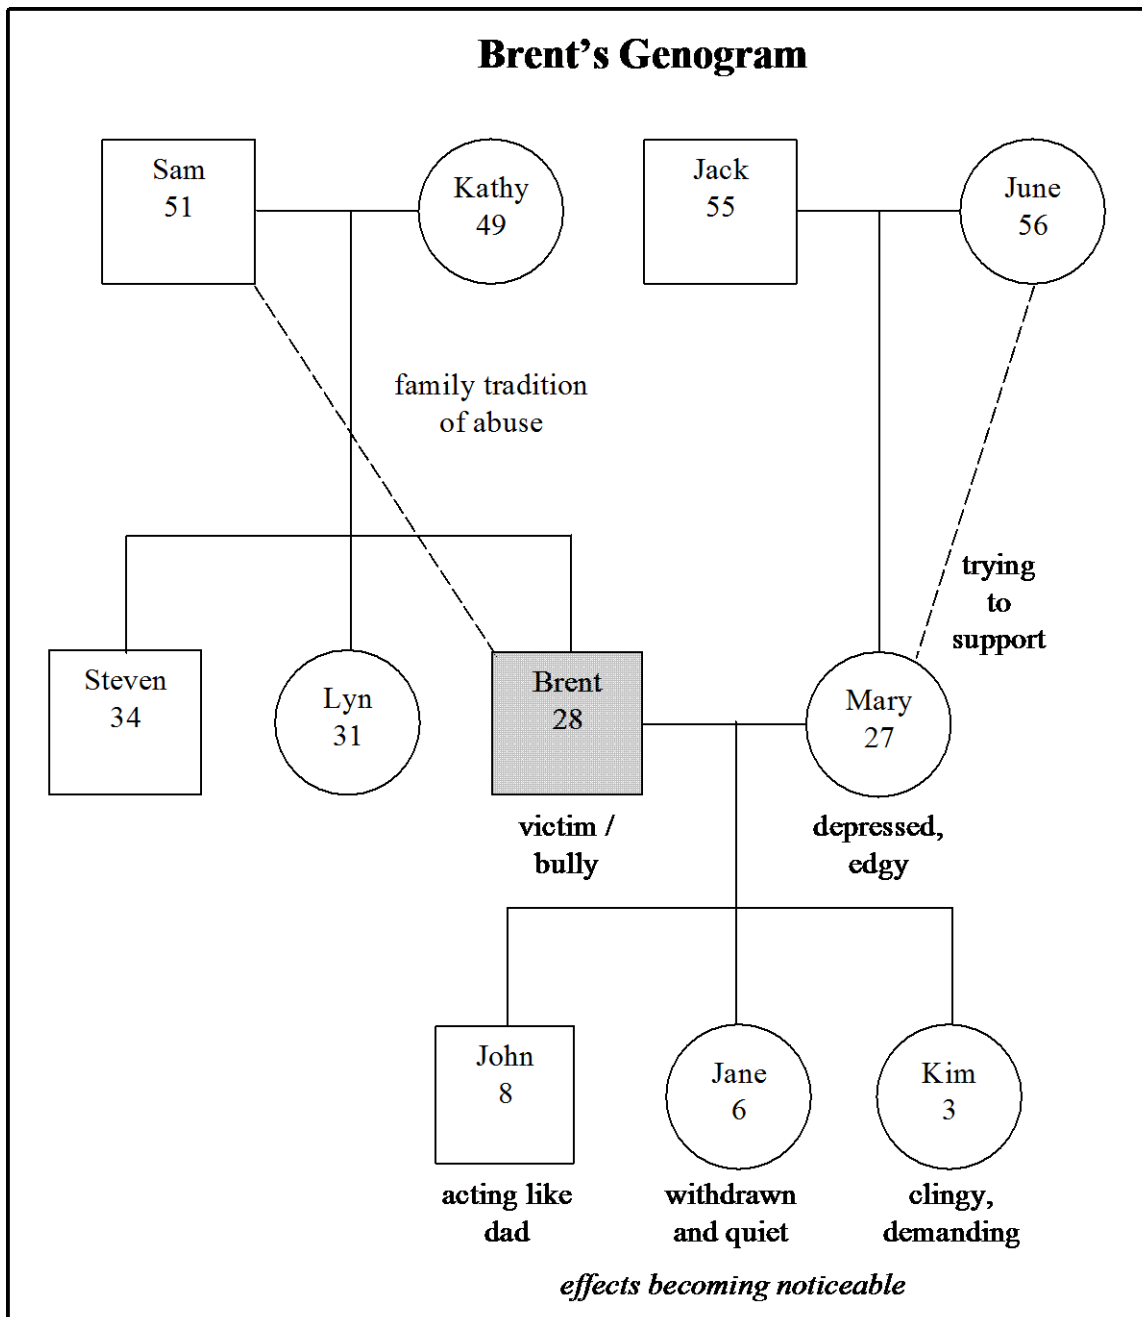 Brent's Genogram
Sam
51
Kathy
49
Jack
55
June
56
family tradition
of abuse
trying
to
support
Steven
34
Lyn
31
Brent
28
Mary
27
victim /
bully
depressed,
edgy
John
8
Jane
6
Kim
3
acting like
dad
withdrawn
and quiet
clingy,
demanding
effects becoming noticeable